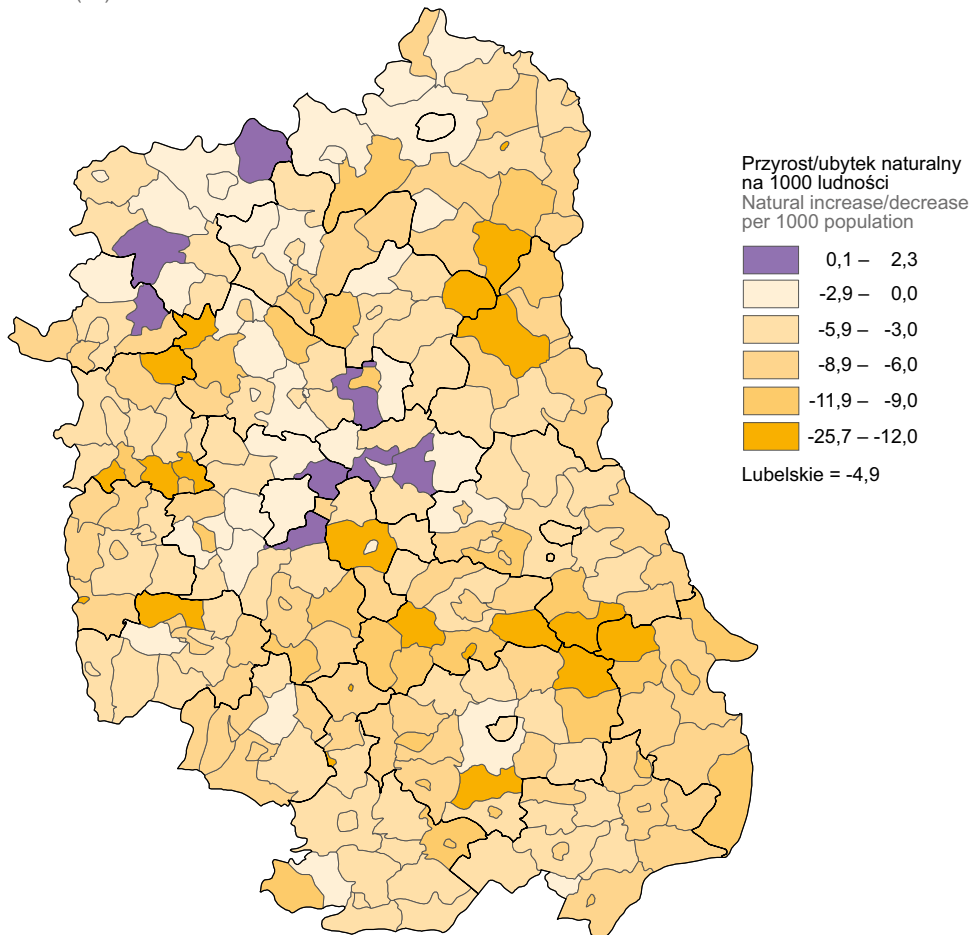 Przyrost/ubytek naturalny
na 1000 ludności
Natural increase/decrease
per 1000 population
0,1 – 2,3
-2,9 – 0,0
-5,9 – -3,0
-8,9 – -6,0
-11,9 – -9,0
-25,7 – -12,0
Lubelskie = -4,9